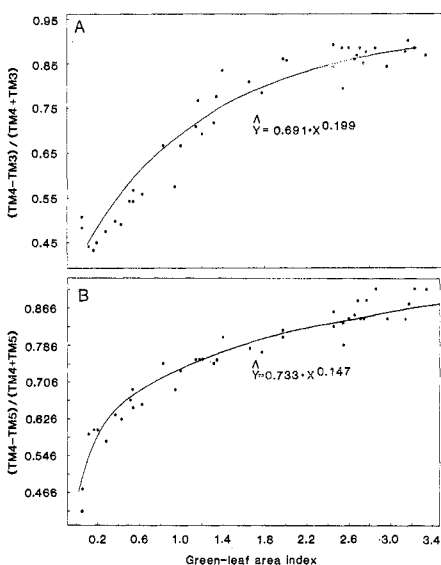 A
(TM4-TM3)/(TM4+TM3)
0.95
0.85
0.75
0.65
0.55
0.45
Ŷ=0.691·X^0.199
B
(TM4-TM5)/(TM4+TM5)
0.866
0.786
0.706
0.626
0.546
0.466
Ŷ=0.733·X^0.147
0.2 0.6 1.0 1.4 1.8 2.2 2.6 3.0 3.4
Green-leaf area index